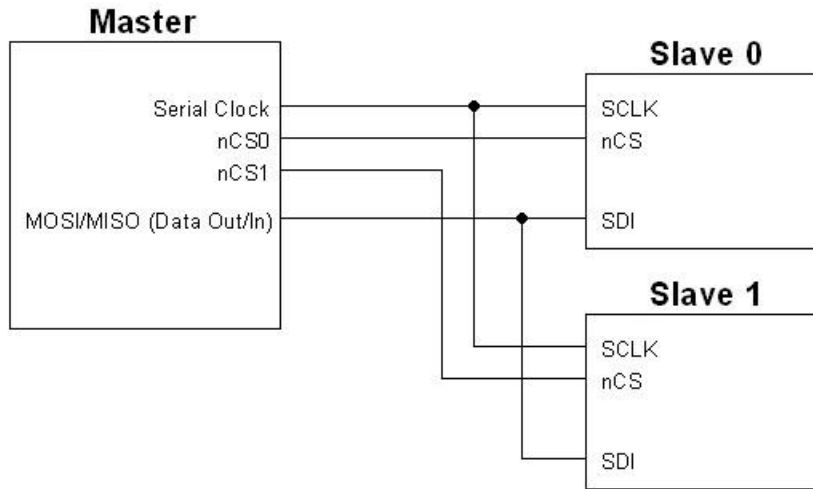 Master
Serial Clock
nCS0
nCS1
MOSI/MISO (Data Out/In)
Slave 0
SCLK
nCS
SDI
Slave 1
SCLK
nCS
SDI